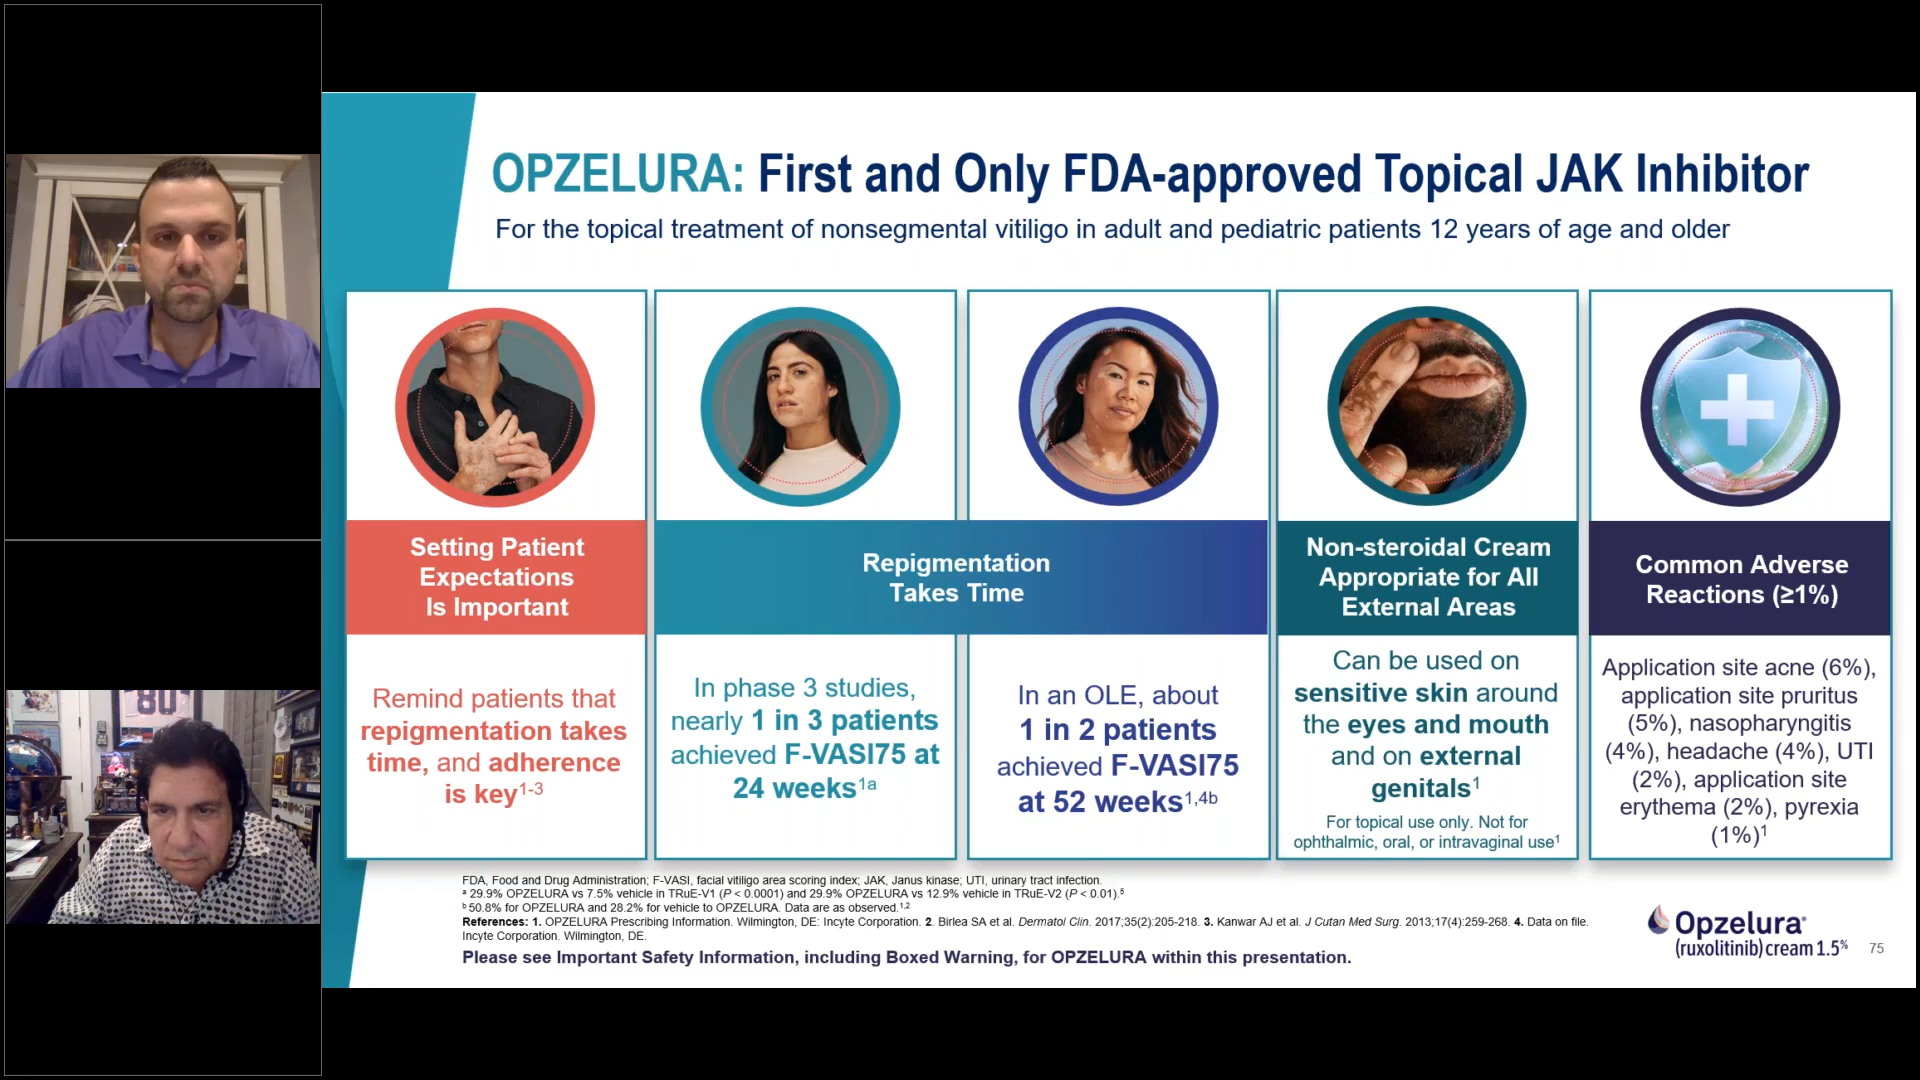 OPZELURA: First and Only FDA-approved Topical JAK Inhibitor
For the topical treatment of nonsegmental vitiligo in adult and pediatric patients 12 years of age and older
Setting Patient
Expectations
Is Important
Remind patients that
repigmentation takes
time, and adherence
is key1-3
Repigmentation
Takes Time
In phase 3 studies,
nearly 1 in 3 patients
achieved F-VASI75 at
24 weeks1a
In an OLE, about
1 in 2 patients
achieved F-VASI75
at 52 weeks1,4b
Non-steroidal Cream
Appropriate for All
External Areas
Can be used on
sensitive skin around
the eyes and mouth
and on external
genitals1
For topical use only. Not for
ophthalmic, oral, or intravaginal use1
Common Adverse
Reactions (≥1%)
Application site acne (6%),
application site pruritus
(5%), nasopharyngitis
(4%), headache (4%), UTI
(2%), application site
erythema (2%), pyrexia
(1%)1
FDA, Food and Drug Administration; F-VASI, facial vitiligo area scoring index; JAK, Janus kinase; UTI, urinary tract infection.
a 29.9% OPZELURA vs 7.5% vehicle in TRuE-V1 (P < 0.0001) and 29.9% OPZELURA vs 12.9% vehicle in TRuE-V2 (P < 0.01).5
b 50.8% for OPZELURA and 28.2% for vehicle to OPZELURA. Data are as observed.1,2
References: 1. OPZELURA Prescribing Information. Wilmington, DE: Incyte Corporation. 2. Birlea SA et al. Dermatol Clin. 2017;35(2):205-218. 3. Kanwar AJ et al. J Cutan Med Surg. 2013;17(4):259-268. 4. Data on file.
Incyte Corporation. Wilmington, DE.
Please see Important Safety Information, including Boxed Warning, for OPZELURA within this presentation.
Opzelura®
(ruxolitinib) cream 1.5%
75
80